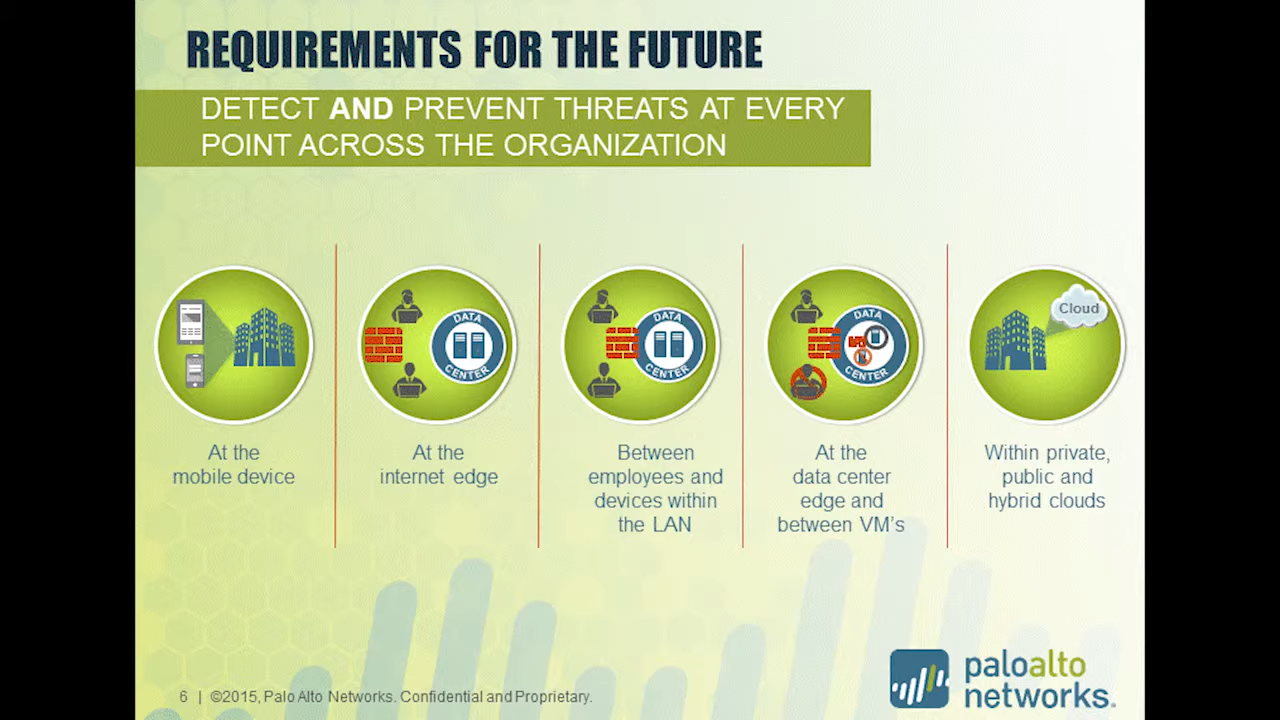 REQUIREMENTS FOR THE FUTURE
DETECT AND PREVENT THREATS AT EVERY
POINT ACROSS THE ORGANIZATION
DATA
CENTER
DATA
CENTER
DATA
CENTER
Cloud
At the
mobile device
At the
internet edge
Between
employees and
devices within
the LAN
At the
data center
edge and
between VM's
Within private,
public and
hybrid clouds
6 | ©2015, Palo Alto Networks. Confidential and Proprietary.
paloalto
networks.